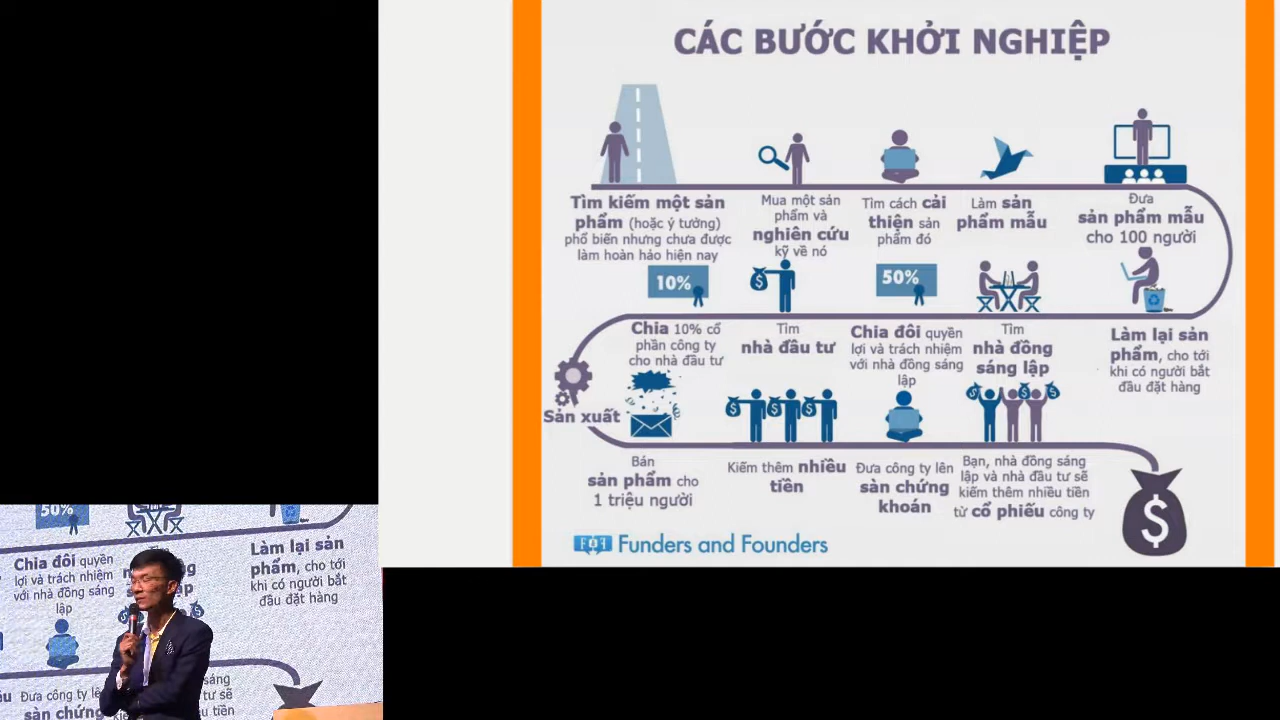 CÁC BƯỚC KHỞI NGHIỆP
Tìm kiếm một sản
phẩm (hoặc ý tưởng)
phổ biến nhưng chưa được
làm hoàn hảo hiện nay
Mua một sản
phẩm và
nghiên cứu
kỹ về nó
Tìm cách cải
thiện sản
phẩm đó
Làm sản
phẩm mẫu
Đưa
sản phẩm mẫu
cho 100 người
Làm lại sản
phẩm, cho tới
khi có người bắt
đầu đặt hàng
Tìm
nhà đồng
sáng lập
50%
Chia đôi quyền
lợi và trách nhiệm
với nhà đồng sáng
lập
Tìm
nhà đầu tư
10%
Chia 10% cổ
phần công ty
cho nhà đầu tư
Sản xuất
Bán
sản phẩm cho
1 triệu người
Kiếm thêm nhiều
tiền
Đưa công ty lên
sàn chứng
khoán
Bạn, nhà đồng sáng
lập và nhà đầu tư sẽ
kiếm thêm nhiều tiền
từ cổ phiếu công ty
$
FOF Funders and Founders
50%
Chia đôi quyền
lợi và trách nhiệm
với nhà đồng sáng
lập
Làm lại sản
phẩm, cho tới
khi có người bắt
đầu đặt hàng
Đưa công ty lê
sàn chứng
sáng
tư sẽ
u tiền